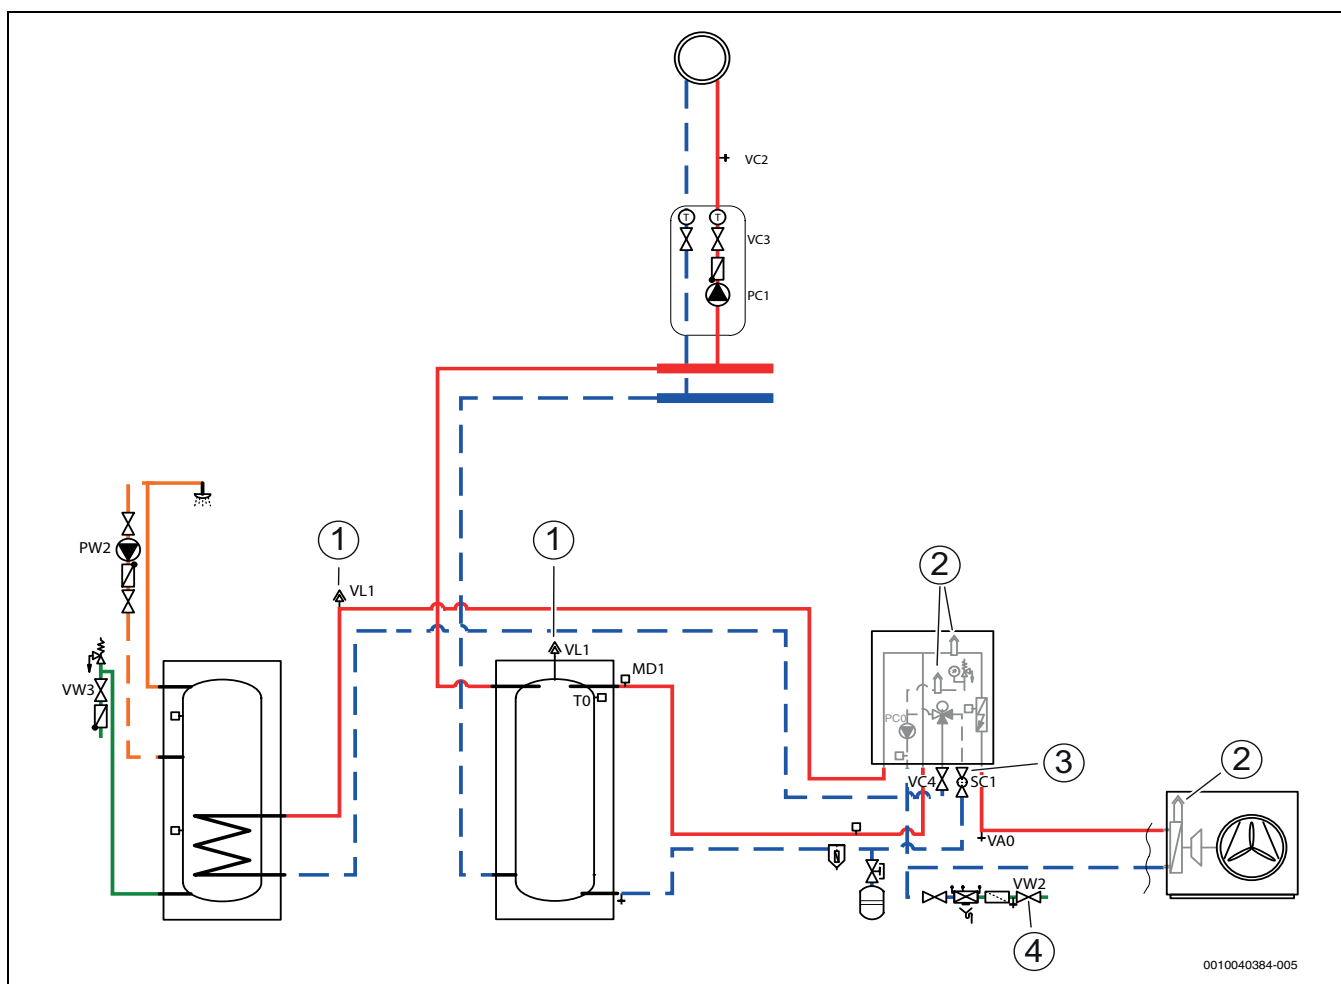 VC2
T T
VC3
PC1
PW2
1
1
2
VL1
VL1
MD1
VW3
T0
PC0
VC4
SC1
3
2
VA0
VW2
4
0010040384-005